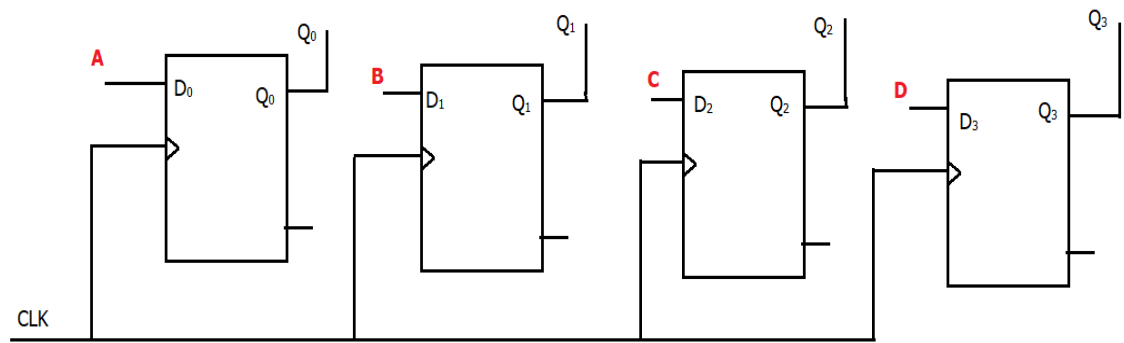 Q₀
Q₁
Q₂
Q₃
A
B
C
D
D₀
Q₀
D₁
Q₁
D₂
Q₂
D₃
Q₃
CLK